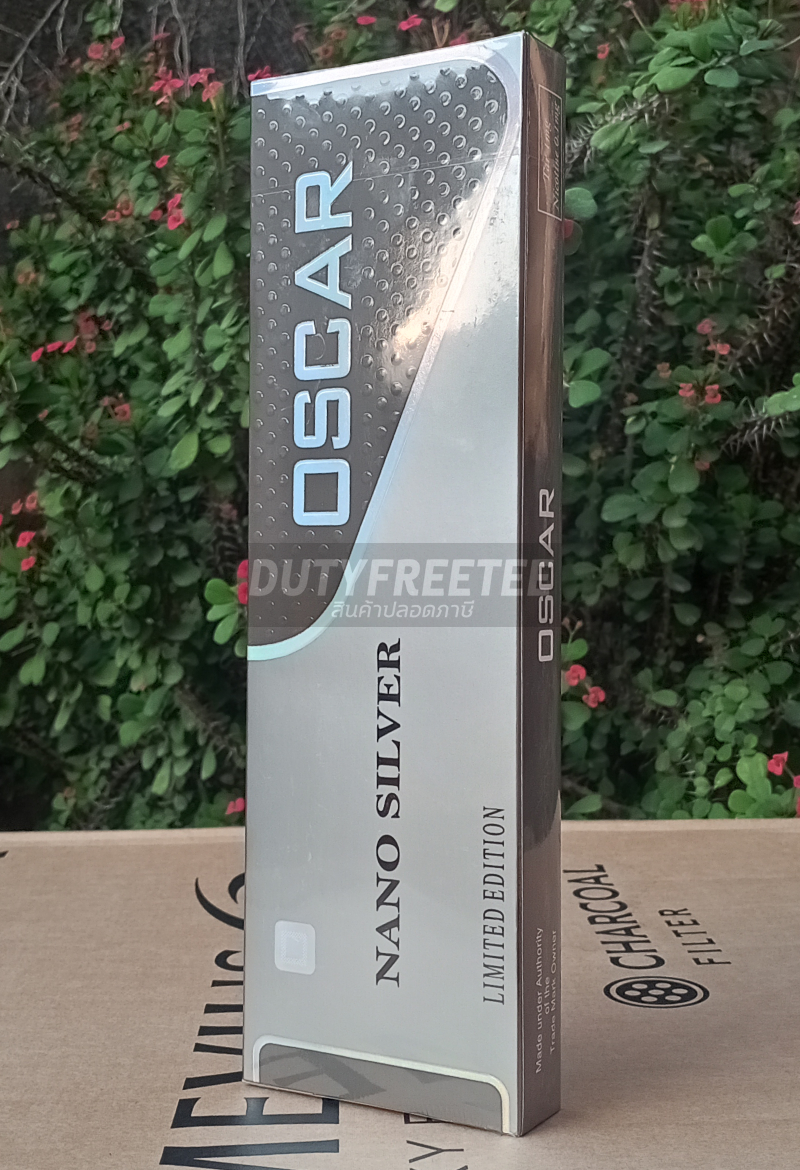 OSCAR
NANO SILVER
LIMITED EDITION
OSCAR
Made under Authority
of the
Trade Mark Owner
DUTYFREETEE
สินค้าปลอดภาษี
CHARCOAL
FILTER